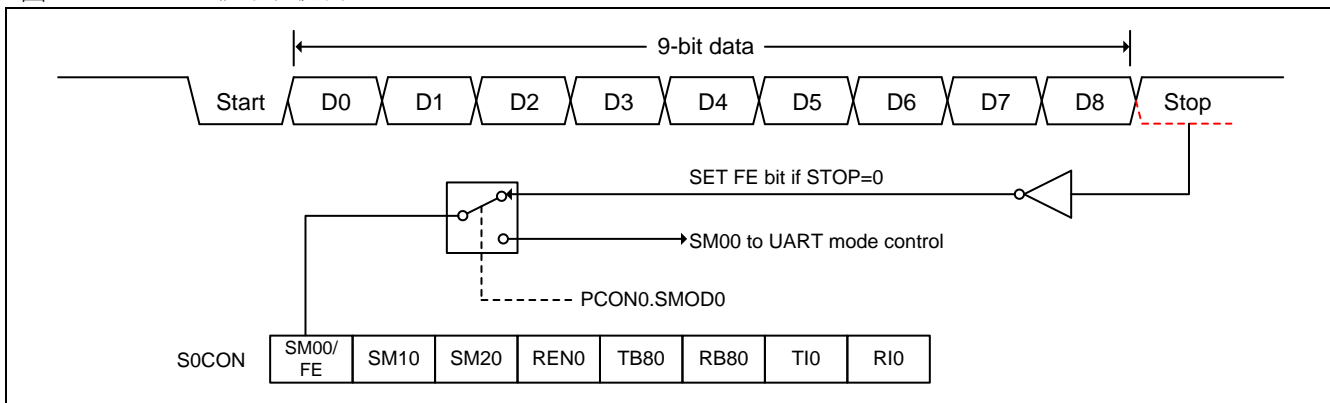 9-bit data
Start D0 D1 D2 D3 D4 D5 D6 D7 D8 Stop
SET FE bit if STOP=0
SM00 to UART mode control
PCON0.SMOD0
S0CON SM00/ FE SM10 SM20 REN0 TB80 RB80 TI0 RI0